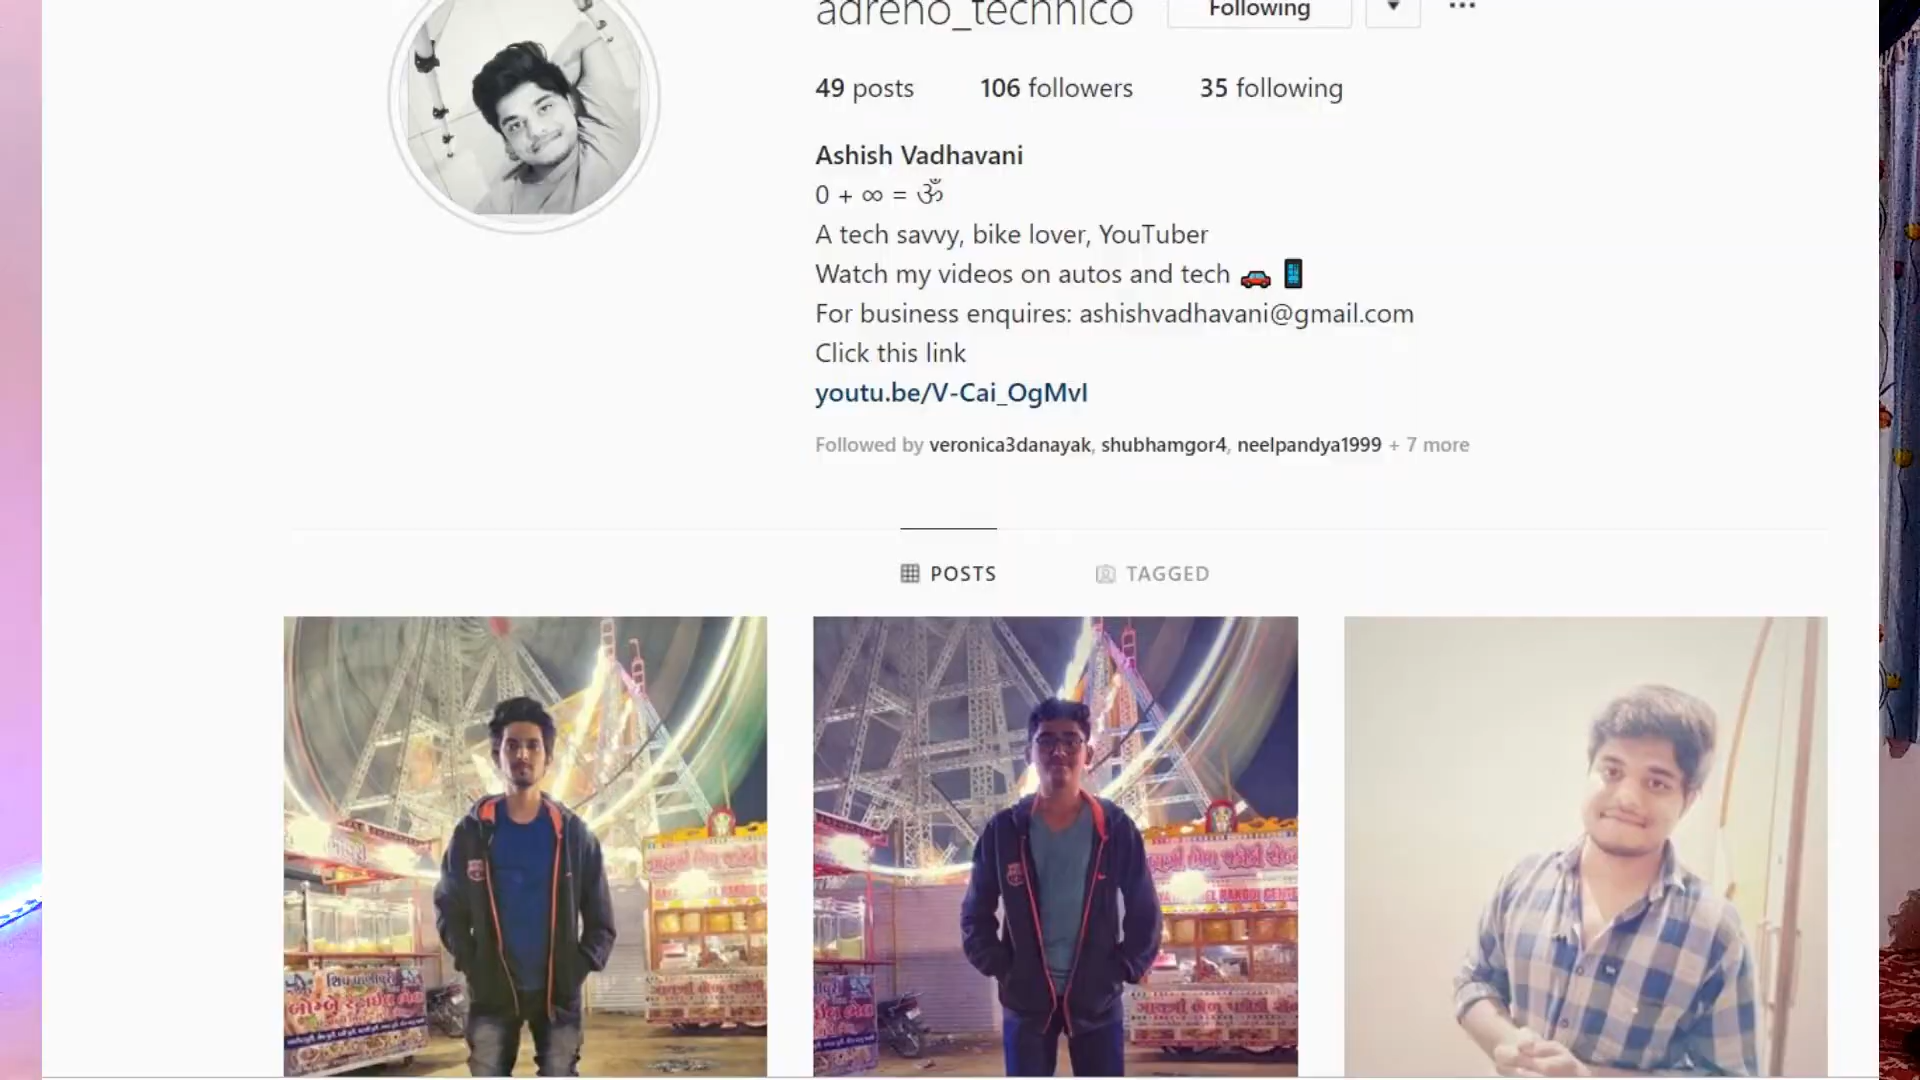 adreno_technico Following
49 posts 106 followers 35 following
Ashish Vadhavani
0 + ∞ = ॐ
A tech savvy, bike lover, YouTuber
Watch my videos on autos and tech 🚗 📱
For business enquires: ashishvadhavani@gmail.com
Click this link
youtu.be/V-Cai_OgMvI
Followed by veronica3danayak, shubhamgor4, neelpandya1999 + 7 more
POSTS TAGGED